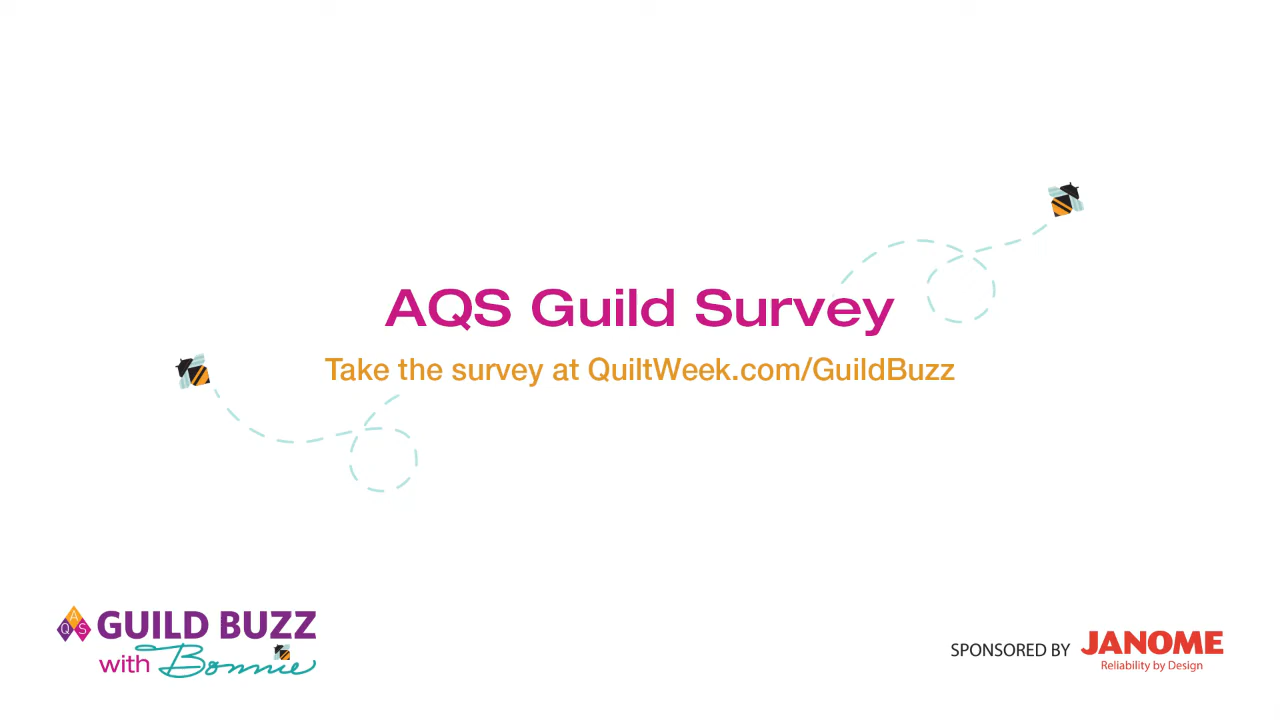 AQS Guild Survey
Take the survey at QuiltWeek.com/GuildBuzz
AQS GUILD BUZZ
with Bonnie
SPONSORED BY JANOME
Reliability by Design